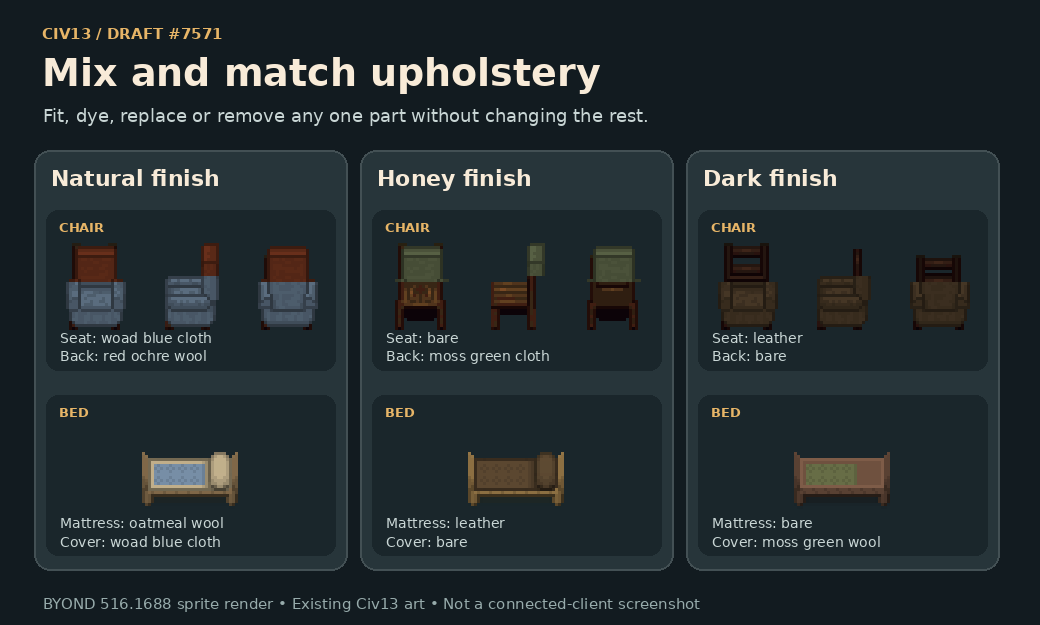 CIV13 / DRAFT #7571
Mix and match upholstery
Fit, dye, replace or remove any one part without changing the rest.
Natural finish
CHAIR
Seat: woad blue cloth
Back: red ochre wool
BED
Mattress: oatmeal wool
Cover: woad blue cloth
Honey finish
CHAIR
Seat: bare
Back: moss green cloth
BED
Mattress: leather
Cover: bare
Dark finish
CHAIR
Seat: leather
Back: bare
BED
Mattress: bare
Cover: moss green wool
BYOND 516.1688 sprite render • Existing Civ13 art • Not a connected-client screenshot